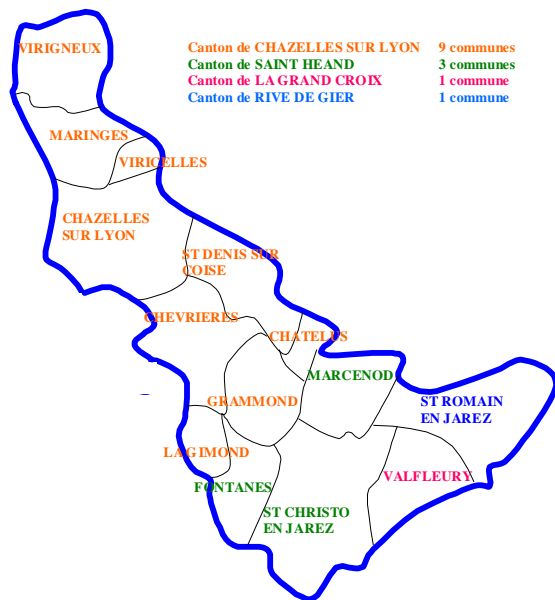 VIRIGNEUX
Canton de CHAZELLES SUR LYON 9 communes
Canton de SAINT HEAND 3 communes
Canton de LA GRAND CROIX 1 commune
Canton de RIVE DE GIER 1 commune
MARINGES
VIRICELLES
CHAZELLES
SUR LYON
ST DENIS SUR
COISE
CHEVRIERES
CHATELUS
MARCENOD
GRAMMOND
ST ROMAIN
EN JAREZ
LAGIMOND
VALFLEURY
FONTANES
ST CHRISTO
EN JAREZ